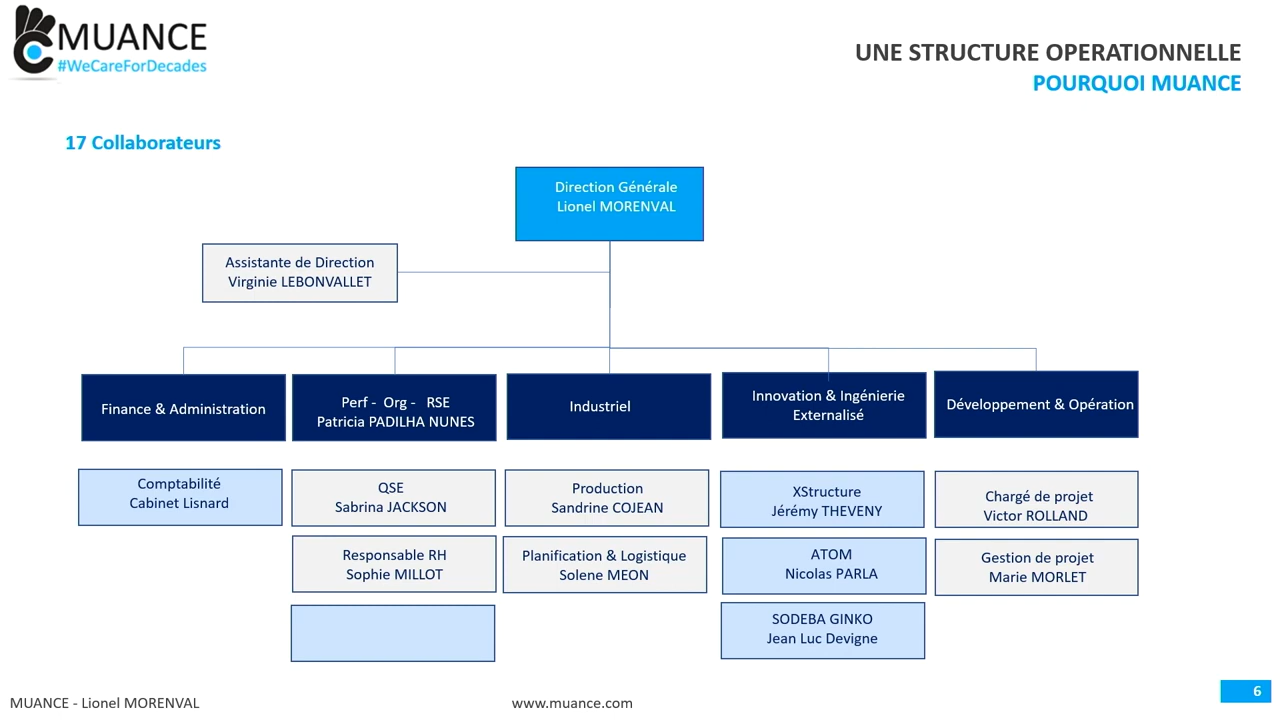 MUANCE
#WeCareForDecades
UNE STRUCTURE OPERATIONNELLE
POURQUOI MUANCE
17 Collaborateurs
Direction Générale
Lionel MORENVAL
Assistante de Direction
Virginie LEBONVALLET
Finance & Administration
Perf - Org - RSE
Patricia PADILHA NUNES
Industriel
Innovation & Ingénierie
Externalisé
Développement & Opération
Comptabilité
Cabinet Lisnard
QSE
Sabrina JACKSON
Production
Sandrine COJEAN
XStructure
Jérémy THEVENY
Chargé de projet
Victor ROLLAND
Responsable RH
Sophie MILLOT
Planification & Logistique
Solene MEON
ATOM
Nicolas PARLA
Gestion de projet
Marie MORLET
SODEBA GINKO
Jean Luc Devigne
MUANCE - Lionel MORENVAL
www.muance.com
6